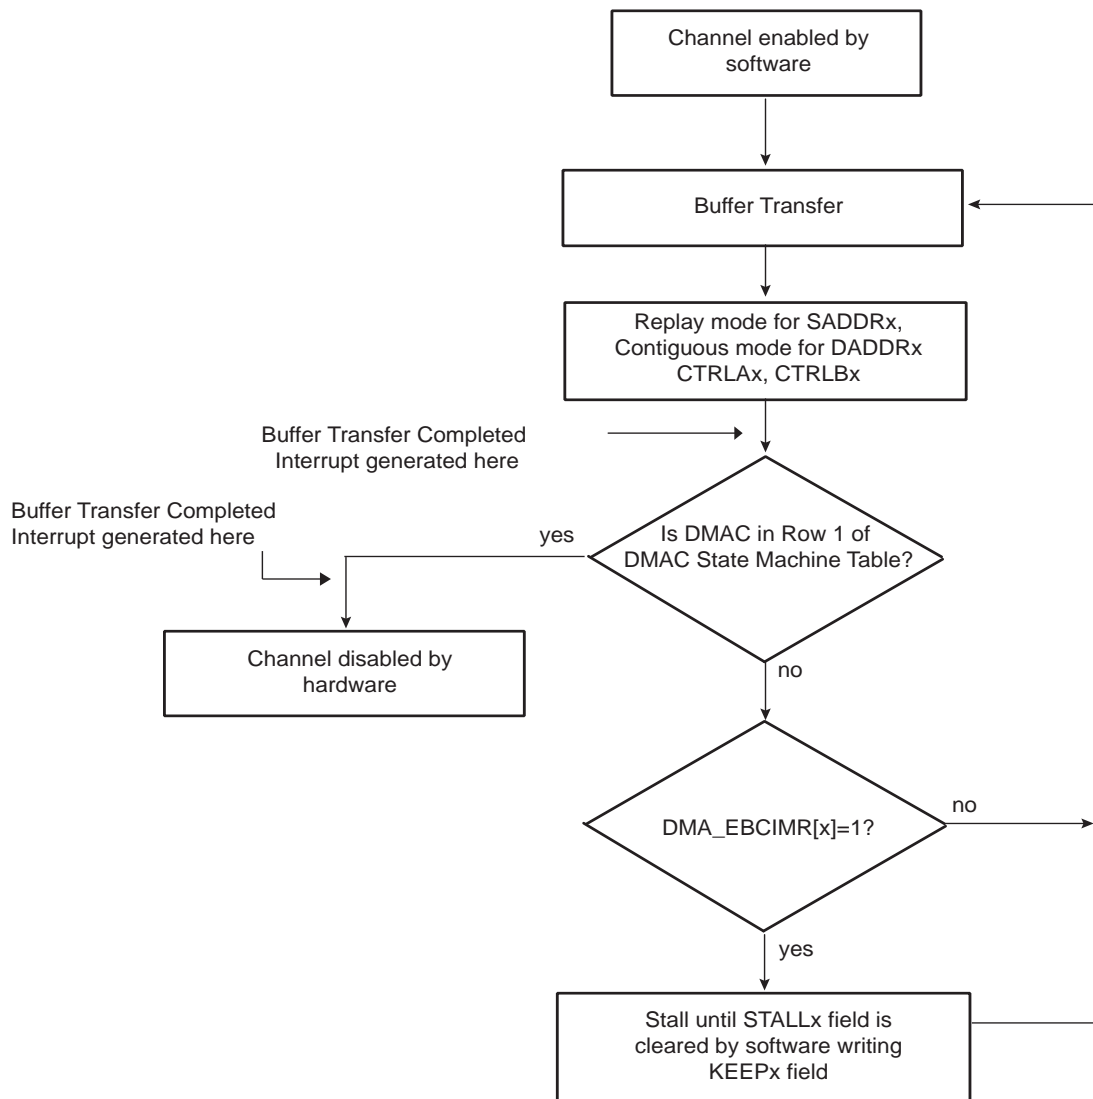 Channel enabled by
software
Buffer Transfer
Replay mode for SADDRx,
Contiguous mode for DADDRx
CTRLAx, CTRLBx
Buffer Transfer Completed
Interrupt generated here
Buffer Transfer Completed
Interrupt generated here
yes
Is DMAC in Row 1 of
DMAC State Machine Table?
Channel disabled by
hardware
no
DMA_EBCIMR[x]=1?
no
yes
Stall until STALLx field is
cleared by software writing
KEEPx field